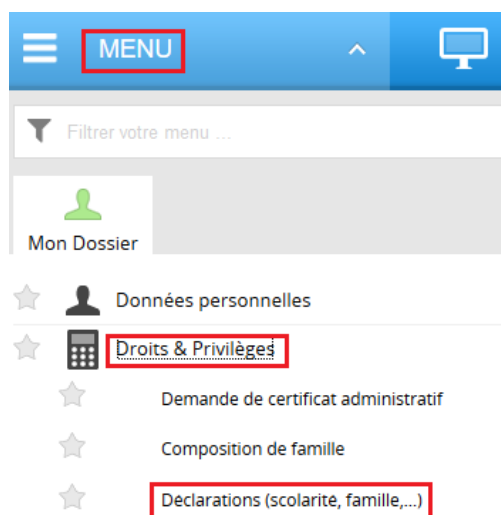 MENU
Filtrer votre menu ...
Mon Dossier
Données personnelles
Droits & Privilèges
Demande de certificat administratif
Composition de famille
Déclarations (scolarité, famille,...)